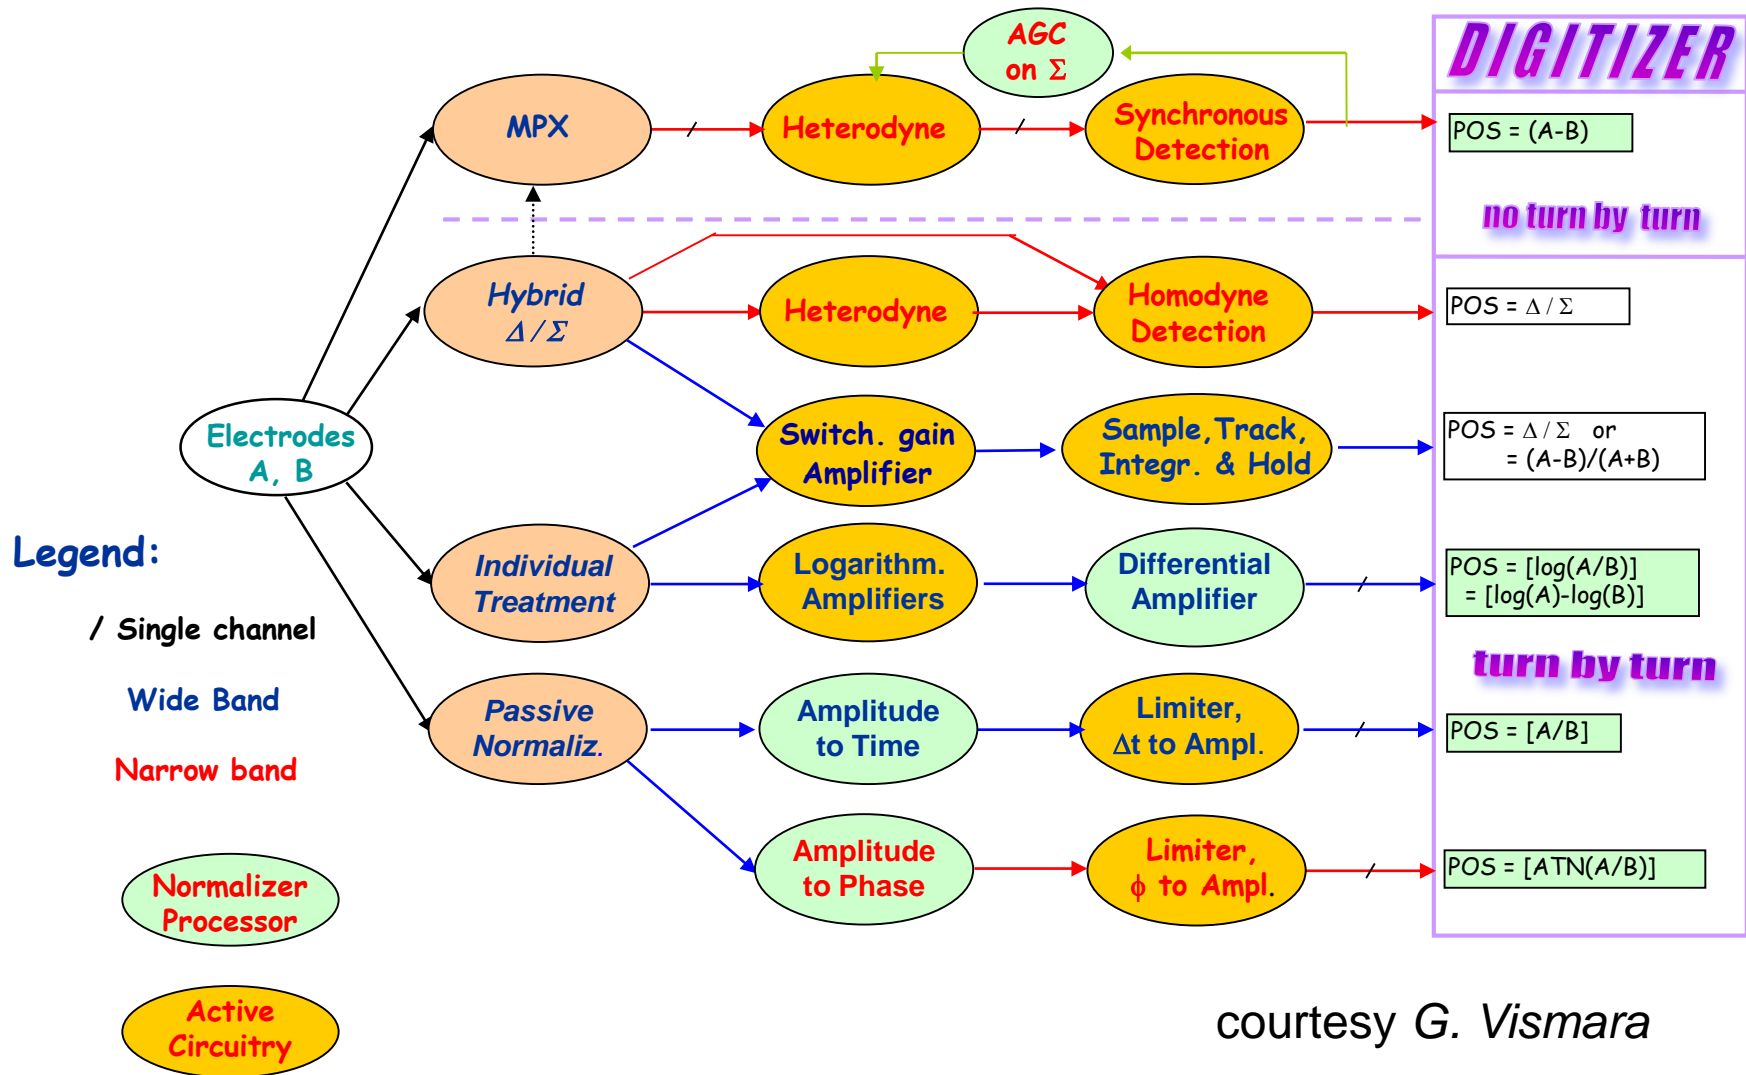 AGC
on Σ
DIGITIZER
MPX
Heterodyne
Synchronous
Detection
POS = (A-B)
no turn by turn
Hybrid
Δ / Σ
Heterodyne
Homodyne
Detection
POS = Δ / Σ
Electrodes
A, B
Switch. gain
Amplifier
Sample, Track,
Integr. & Hold
POS = Δ / Σ or
= (A-B)/(A+B)
Legend:
Individual
Treatment
Logarithm.
Amplifiers
Differential
Amplifier
POS = [log(A/B)]
= [log(A)-log(B)]
/ Single channel
turn by turn
Wide Band
Passive
Normaliz.
Amplitude
to Time
Limiter,
Δt to Ampl.
POS = [A/B]
Narrow band
Amplitude
to Phase
Limiter,
ϕ to Ampl.
POS = [ATN(A/B)]
Normalizer
Processor
Active
Circuitry
courtesy G. Vismara